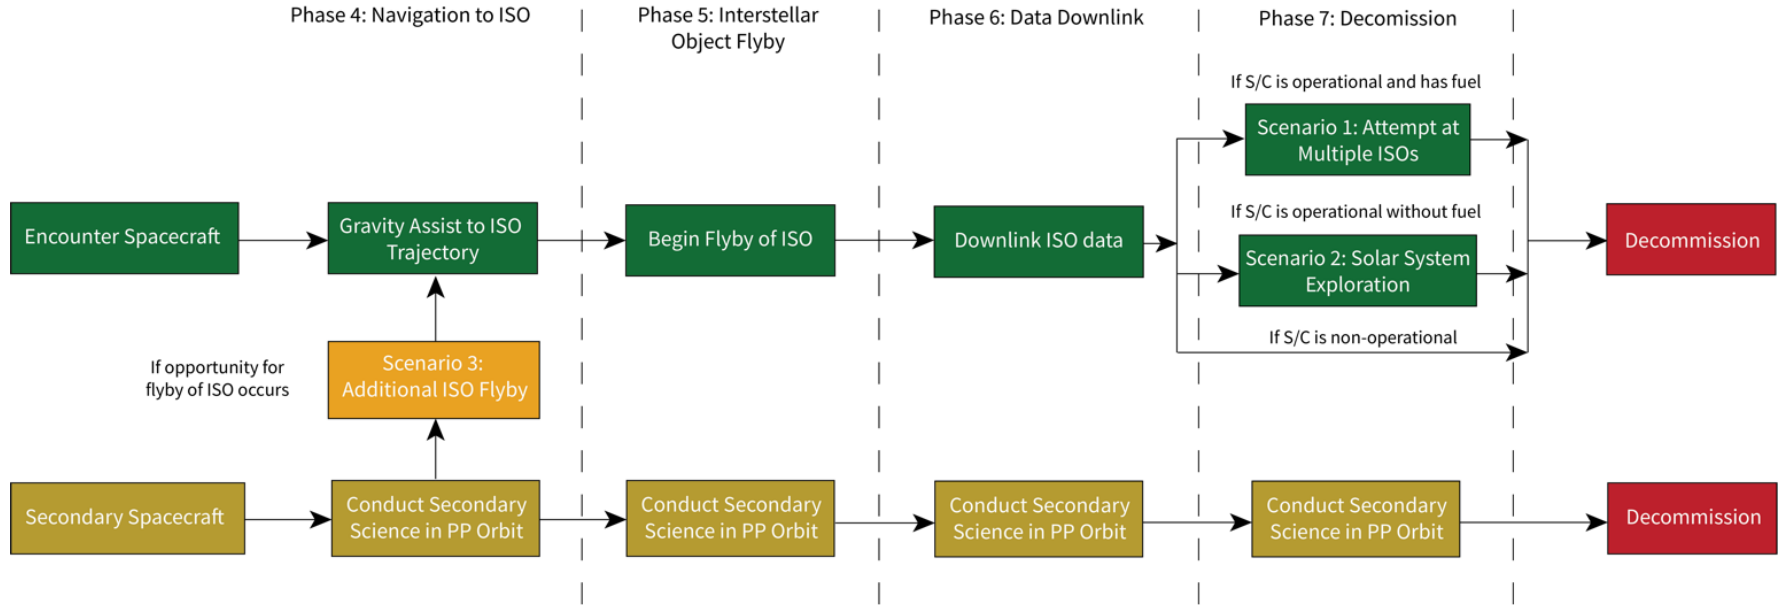 Phase 4: Navigation to ISO
Phase 5: Interstellar
Object Flyby
Phase 6: Data Downlink
Phase 7: Decomission
If S/C is operational and has fuel
Scenario 1: Attempt at
Multiple ISOs
If S/C is operational without fuel
Encounter Spacecraft
Gravity Assist to ISO
Trajectory
Begin Flyby of ISO
Downlink ISO data
Scenario 2: Solar System
Exploration
Decommission
If S/C is non-operational
If opportunity for
flyby of ISO occurs
Scenario 3:
Additional ISO Flyby
Secondary Spacecraft
Conduct Secondary
Science in PP Orbit
Conduct Secondary
Science in PP Orbit
Conduct Secondary
Science in PP Orbit
Conduct Secondary
Science in PP Orbit
Decommission